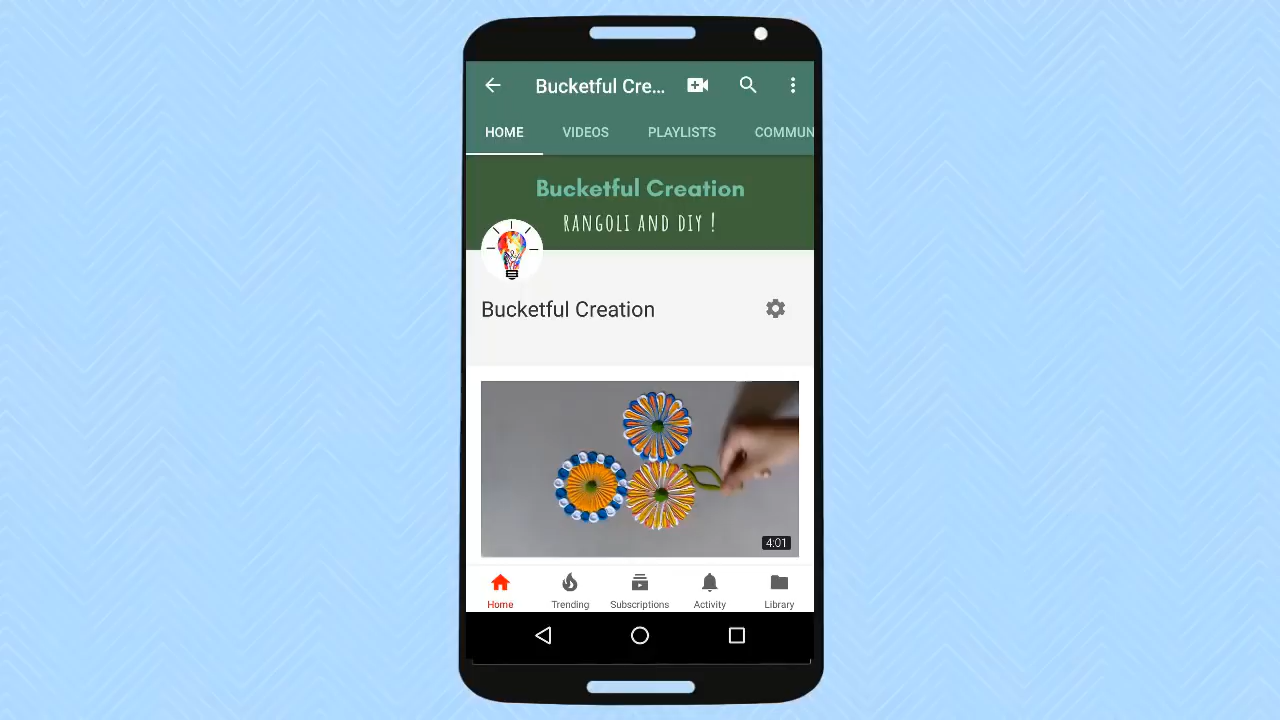 Bucketful Cre...
HOME VIDEOS PLAYLISTS COMMUN
Bucketful Creation
RANGOLI AND DIY !
Bucketful Creation
4:01
Home Trending Subscriptions Activity Library